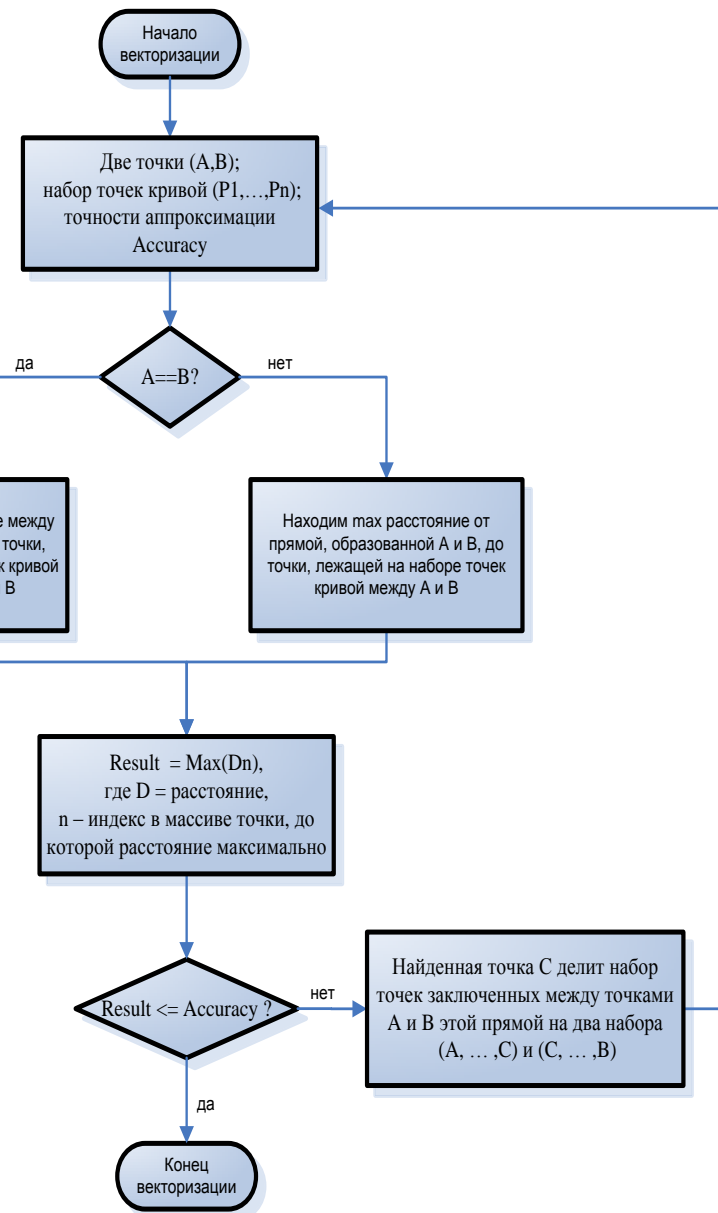 Начало
векторизации
Две точки (A,B);
набор точек кривой (P1,…,Pn);
точности аппроксимации
Accuracy
да
A==B?
нет
между
точки,
кривой
В
Находим max расстояние от
прямой, образованной А и В, до
точки, лежащей на наборе точек
кривой между А и В
Result = Max(Dn),
где D = расстояние,
n – индекс в массиве точки, до
которой расстояние максимально
Result <= Accuracy ?
нет
Найденная точка С делит набор
точек заключенных между точками
А и В этой прямой на два набора
(А, … ,С) и (С, … ,В)
да
Конец
векторизации